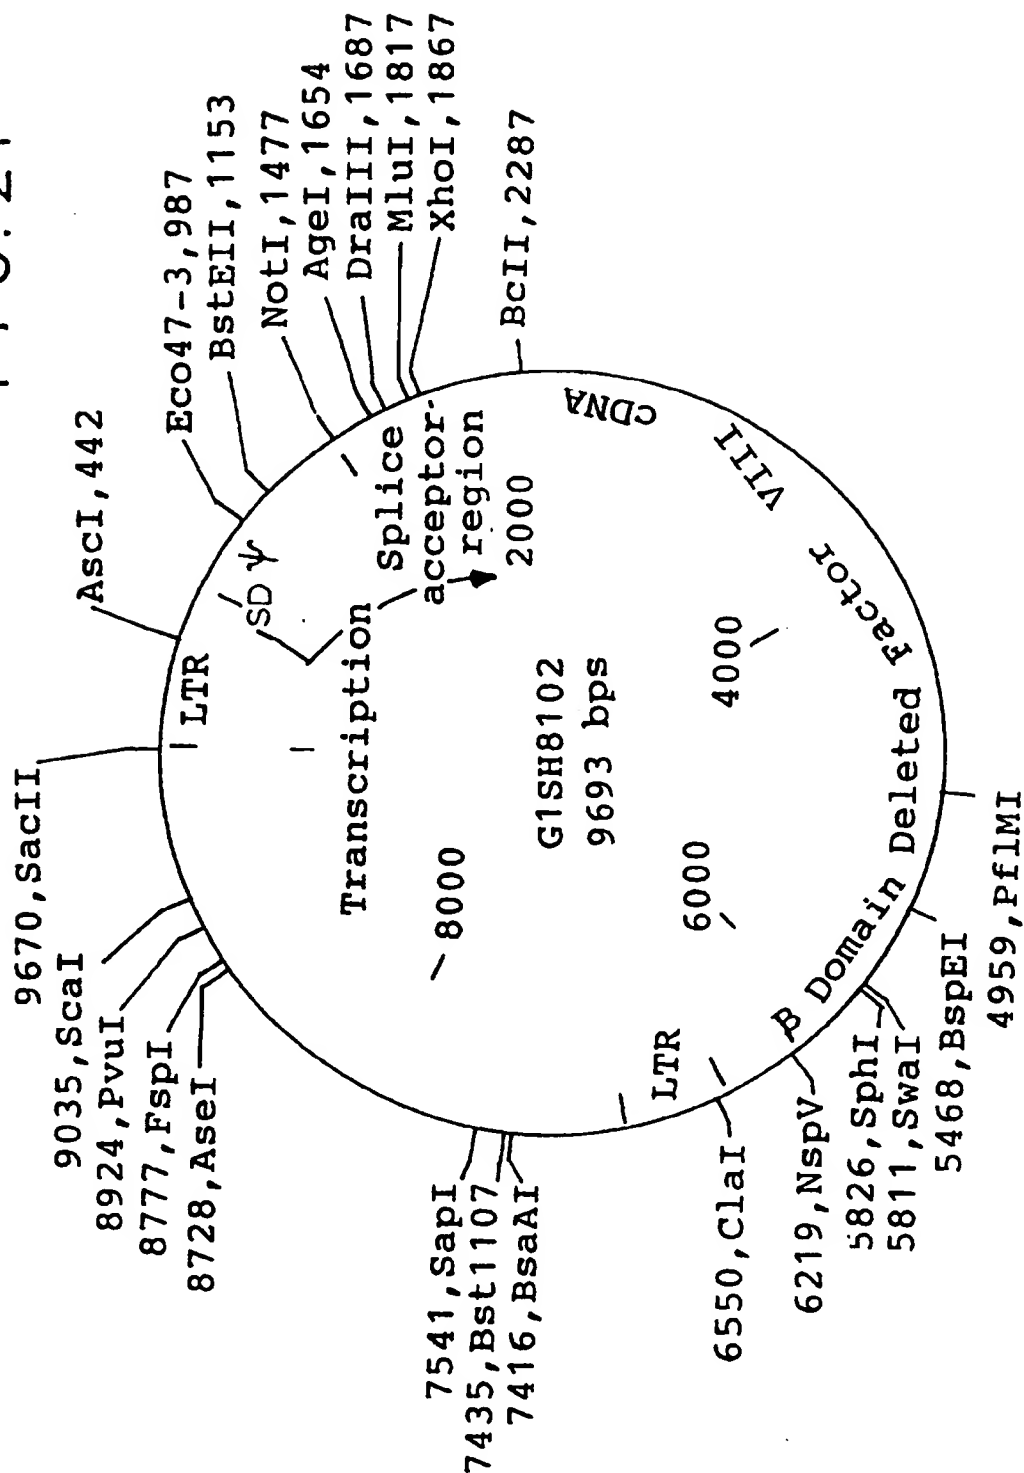 9670,SacII
AscI,442
Eco47-3,987
BstEII,1153
NotI,1477
AgeI,1654
DraIII,1687
MluI,1817
XhoI,1867
BclI,2287
4959,PflMI
5468,BspEI
5811,SwaI
5826,SphI
6219,NspV
6550,ClaI
7416,BsaAI
7435,Bst1107
7541,SapI
8728,AseI
8777,FspI
8924,PvuI
9035,ScaI
LTR
SD Ψ
Splice
acceptor
region
Transcription
2000
4000
6000
8000
G1SH8102
9693 bps
β Domain Deleted Factor VIII cDNA
LTR